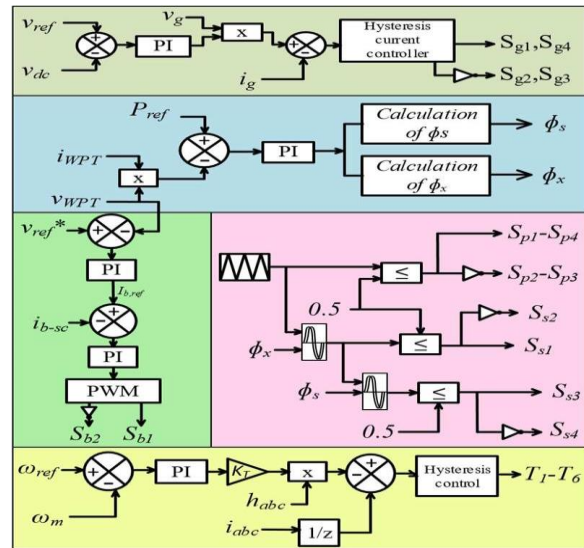 v_ref
v_dc
PI
v_g
x
i_g
Hysteresis
current
controller
S_g1,S_g4
S_g2,S_g3
P_ref
i_WPT
x
v_WPT
PI
Calculation
of ϕs
ϕ_s
Calculation
of ϕ_x
ϕ_x
v_ref*
PI
I_b,ref
i_b-sc
PI
PWM
S_b2
S_b1
≤
S_p1-S_p4
S_p2-S_p3
0.5
ϕ_x
≤
S_s2
S_s1
ϕ_s
≤
0.5
S_s3
S_s4
ω_ref
ω_m
PI
K_T
x
h_abc
i_abc
1/z
Hysteresis
control
T_1-T_6